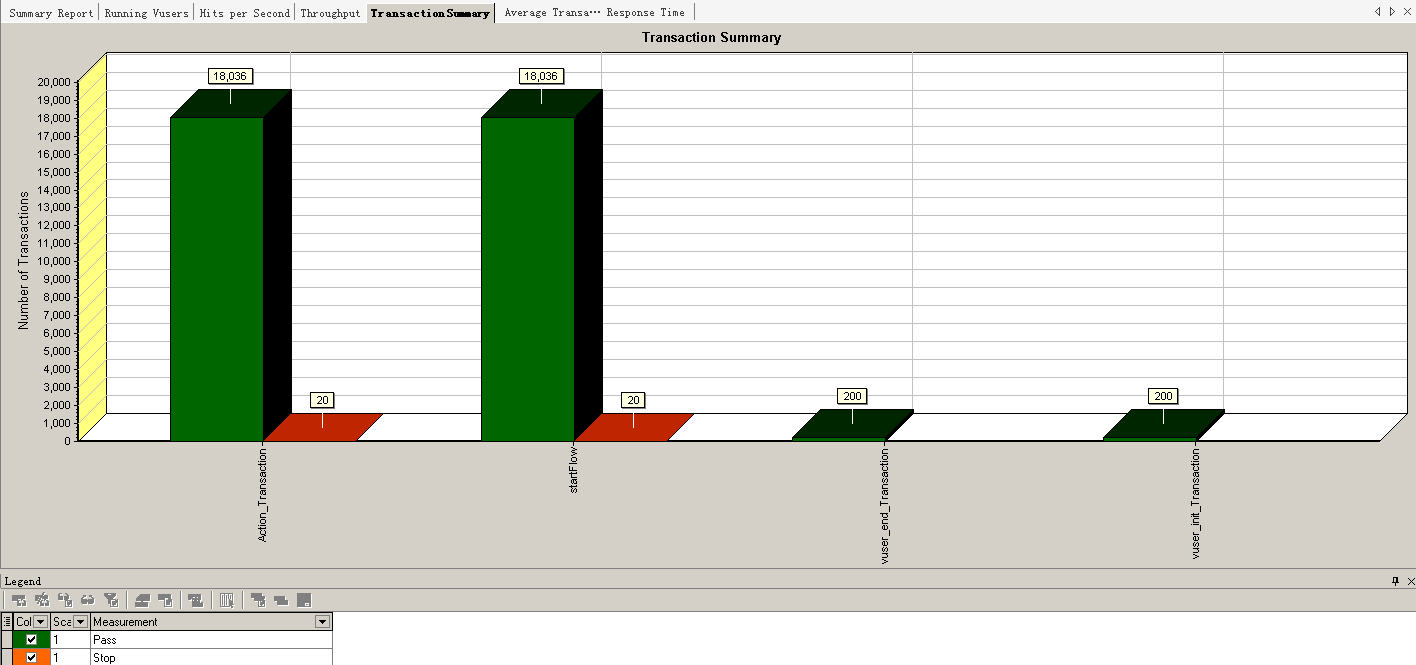 Summary Report Running Vusers Hits per Second Throughput Transaction Summary Average Transa… Response Time
Transaction Summary
18,036
18,036
20
20
200
200
Number of Transactions
20,000
19,000
18,000
17,000
16,000
15,000
14,000
13,000
12,000
11,000
10,000
9,000
8,000
7,000
6,000
5,000
4,000
3,000
2,000
1,000
0
Action_Transaction
startFlow
vuser_end_Transaction
vuser_init_Transaction
Legend
Col Sca Measurement
1 Pass
1 Stop